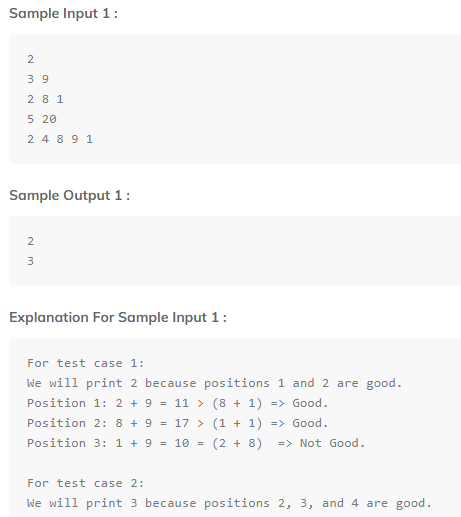 Sample Input 1 :
2
3 9
2 8 1
5 20
2 4 8 9 1
Sample Output 1 :
2
3
Explanation For Sample Input 1 :
For test case 1:
We will print 2 because positions 1 and 2 are good.
Position 1: 2 + 9 = 11 > (8 + 1) => Good.
Position 2: 8 + 9 = 17 > (1 + 1) => Good.
Position 3: 1 + 9 = 10 = (2 + 8)  => Not Good.
For test case 2:
We will print 3 because positions 2, 3, and 4 are good.